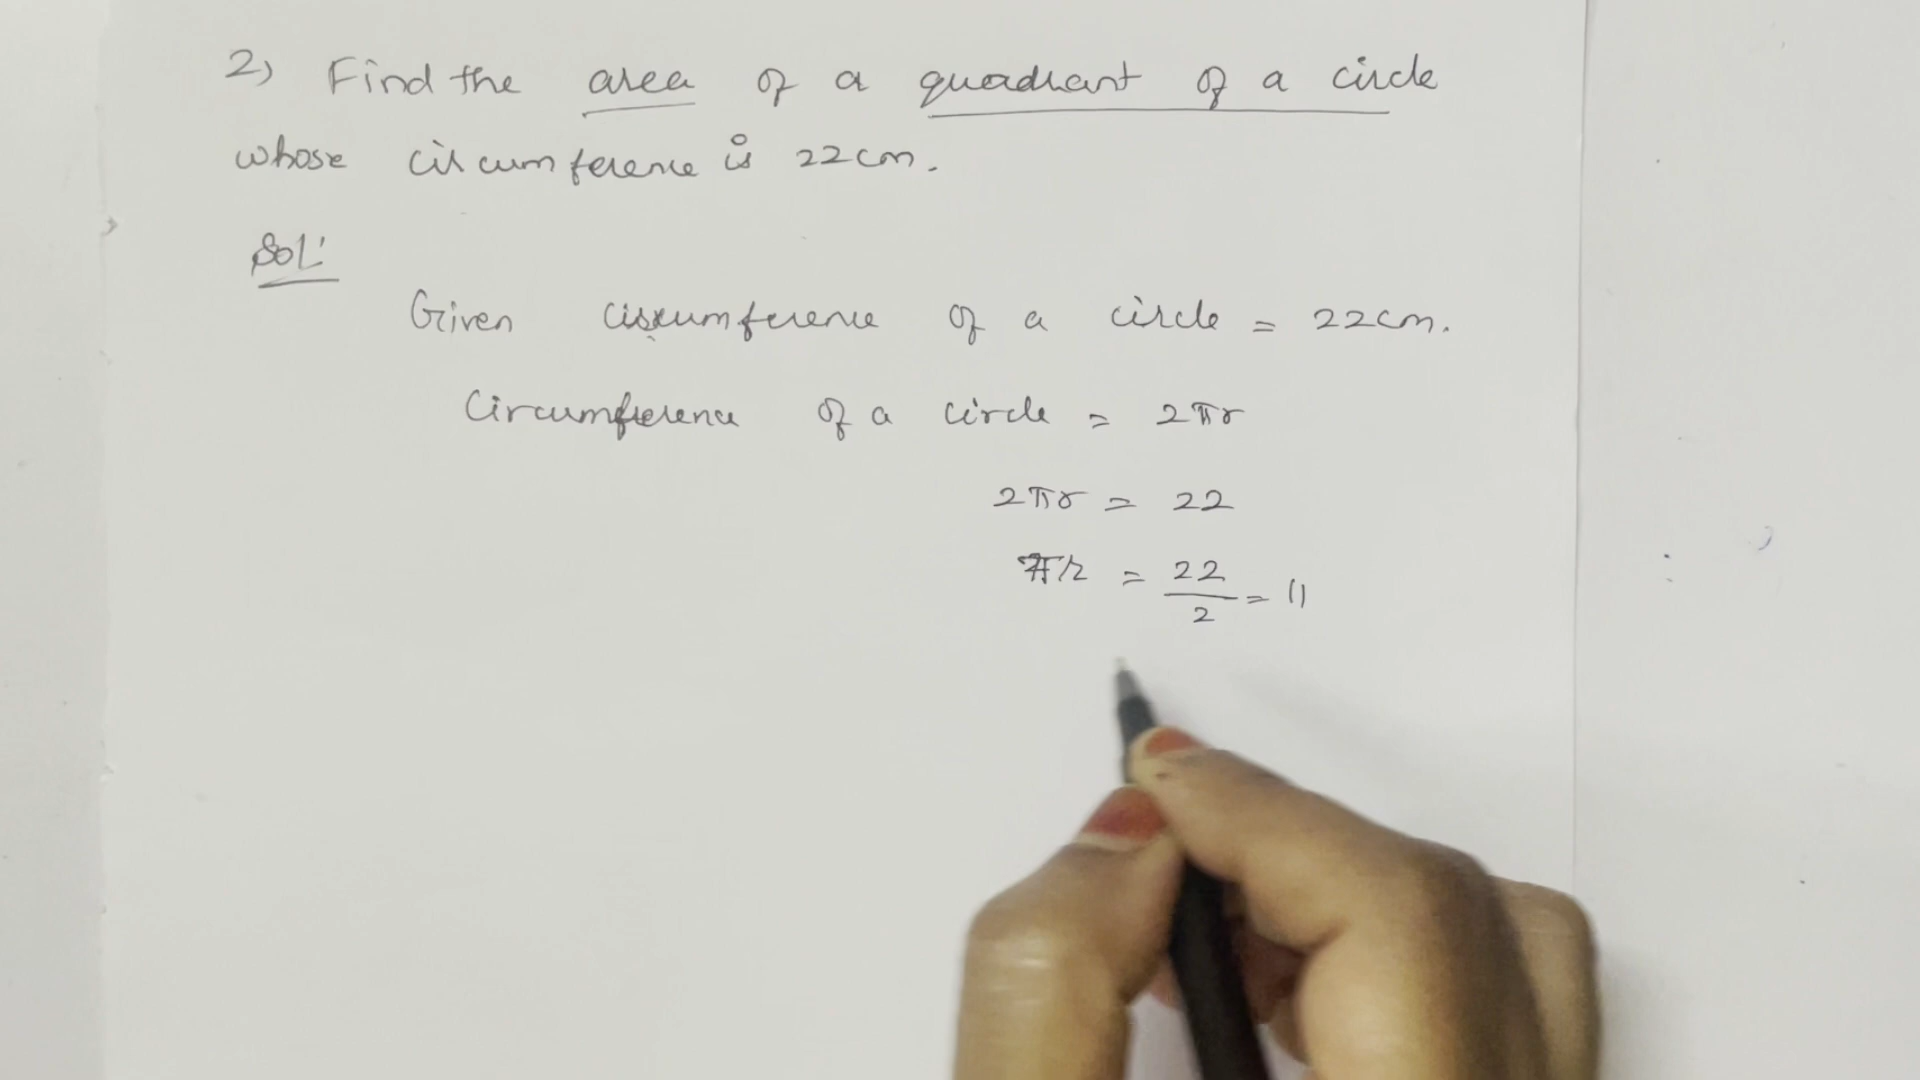 2) Find the area of a quadrant of a circle
whose circumference is 22cm.
Sol:
Given circumference of a circle = 22cm.
Circumference of a circle = 2πr
2πr = 22
πr = 22/2 = 11